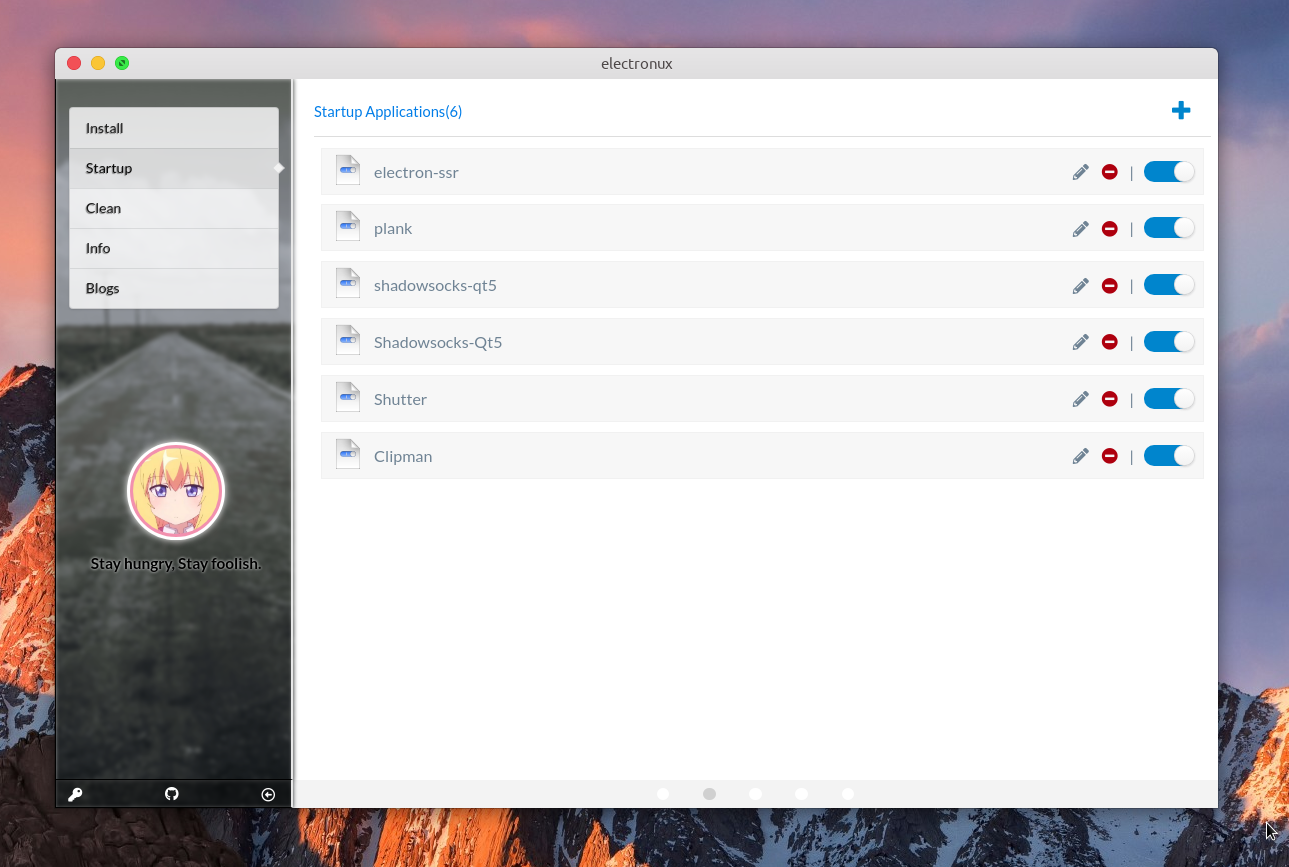 electronux
Install
Startup
Clean
Info
Blogs
Stay hungry, Stay foolish.
Startup Applications(6)
electron-ssr
|
plank
|
shadowsocks-qt5
|
Shadowsocks-Qt5
|
Shutter
|
Clipman
|